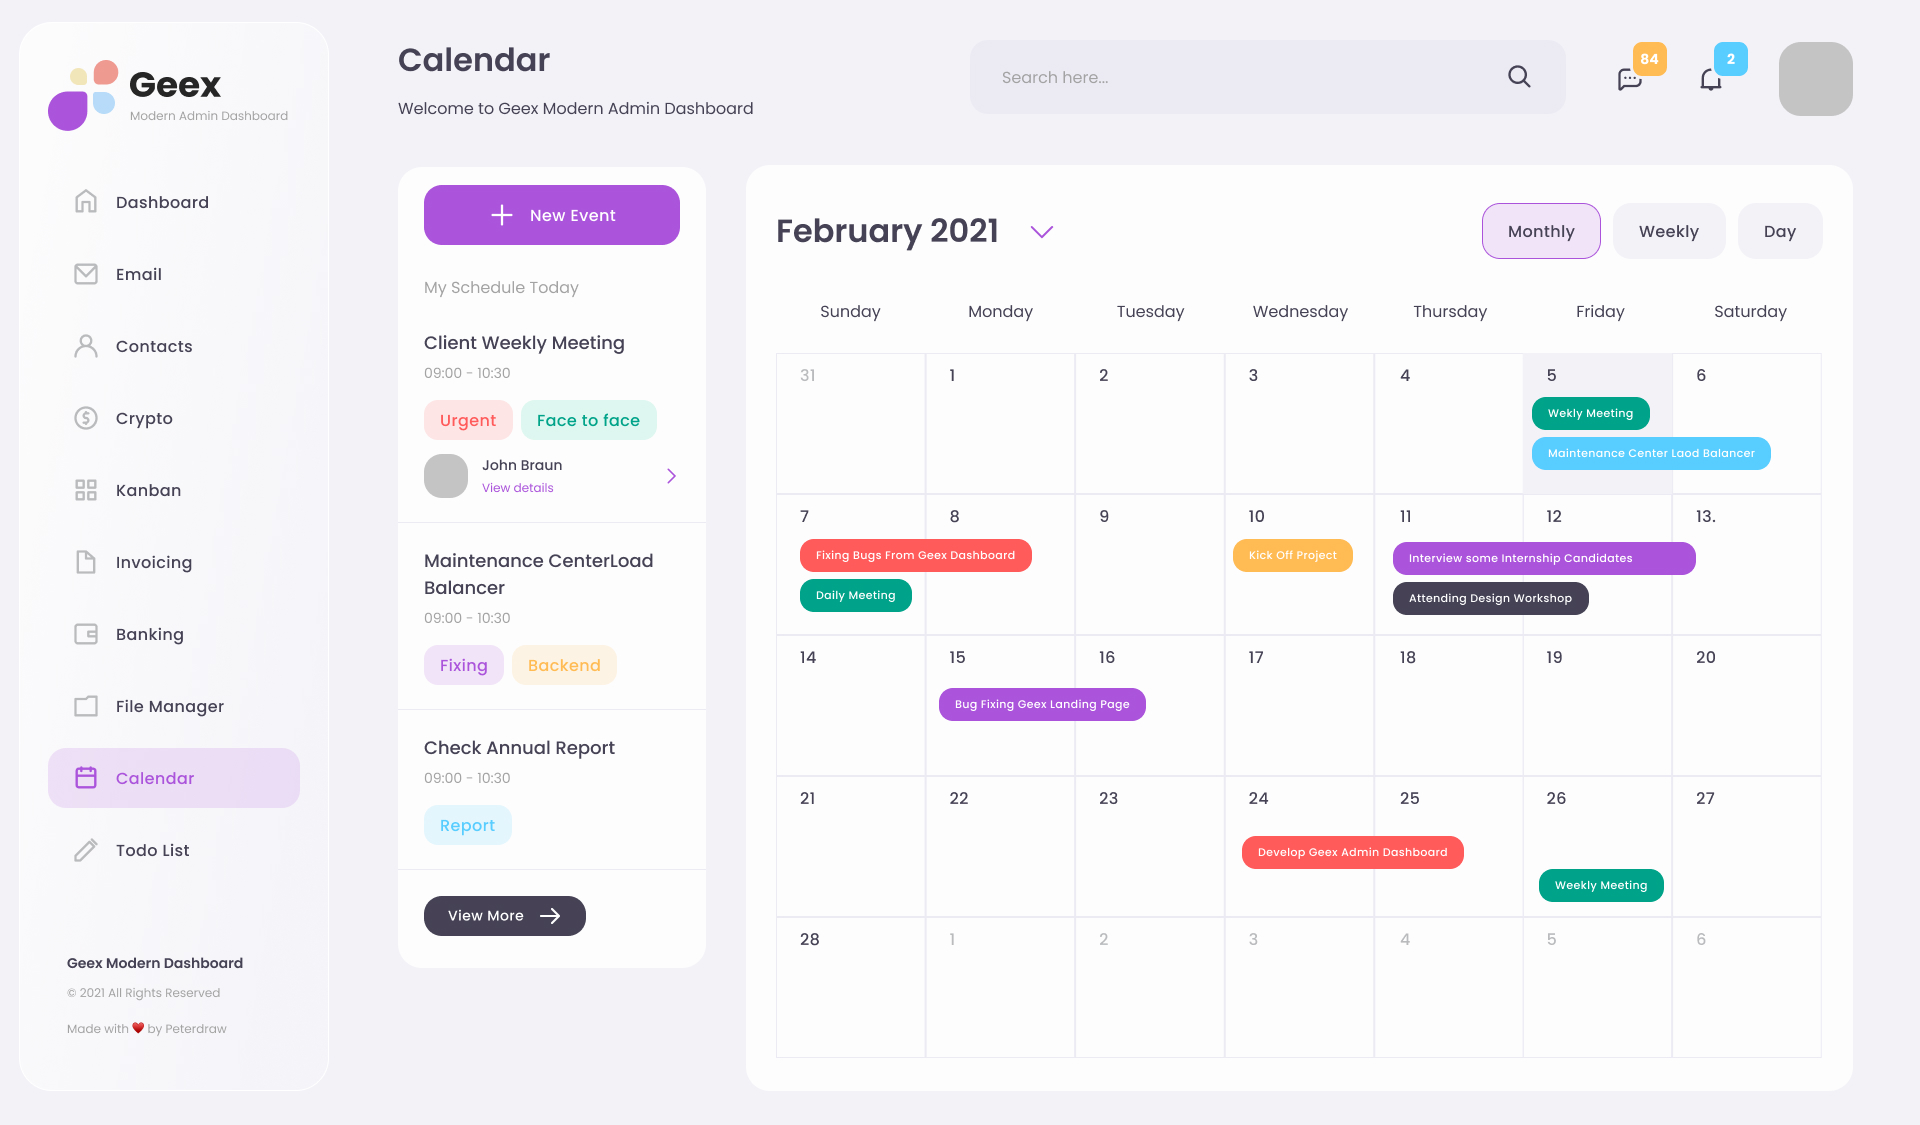 Geex
Modern Admin Dashboard
Dashboard
Email
Contacts
Crypto
Kanban
Invoicing
Banking
File Manager
Calendar
Todo List
Geex Modern Dashboard
© 2021 All Rights Reserved
Made with ❤ by Peterdraw
Calendar
Welcome to Geex Modern Admin Dashboard
Search here...
84
2
New Event
My Schedule Today
Client Weekly Meeting
09:00 - 10:30
Urgent Face to face
John Braun
View details
Maintenance CenterLoad
Balancer
09:00 - 10:30
Fixing Backend
Check Annual Report
09:00 - 10:30
Report
View More
February 2021
Monthly Weekly Day
Sunday Monday Tuesday Wednesday Thursday Friday Saturday
31 1 2 3 4 5 6
Wekly Meeting
Maintenance Center Laod Balancer
7 8 9 10 11 12 13.
Fixing Bugs From Geex Dashboard Kick Off Project Interview some Internship Candidates
Daily Meeting Attending Design Workshop
14 15 16 17 18 19 20
Bug Fixing Geex Landing Page
21 22 23 24 25 26 27
Develop Geex Admin Dashboard
Weekly Meeting
28 1 2 3 4 5 6